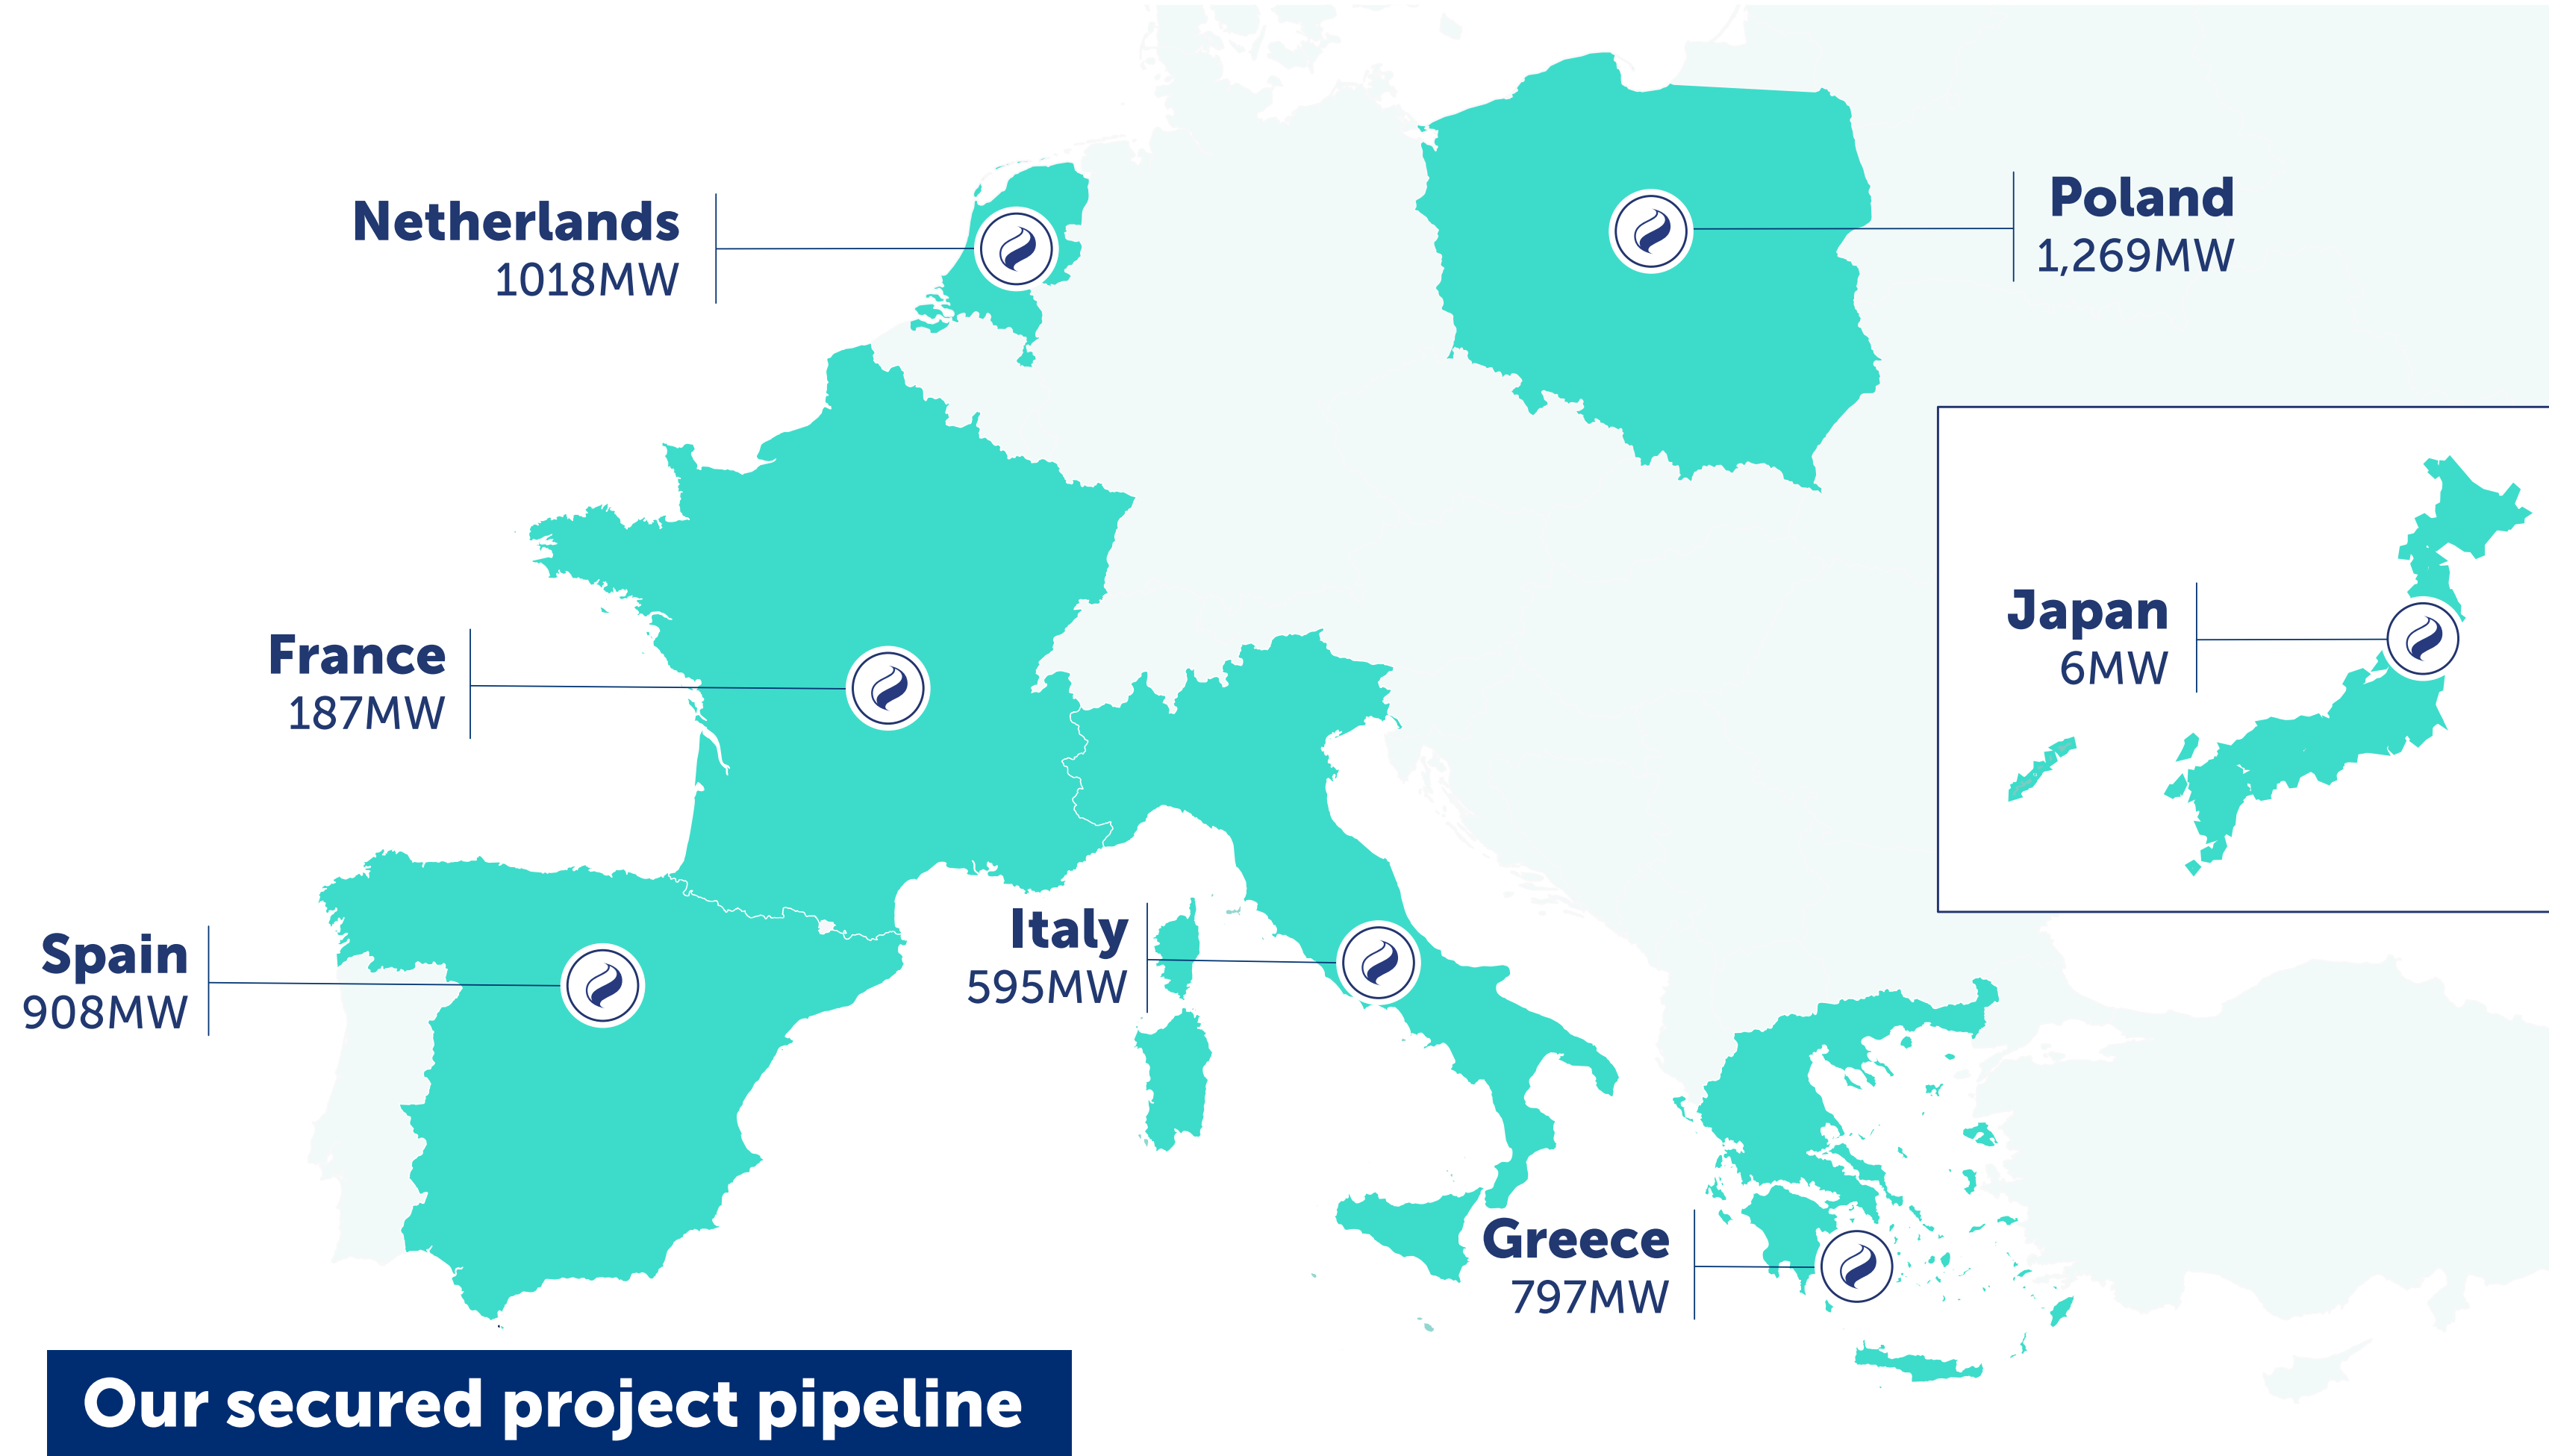 Netherlands
1018MW
Poland
1,269MW
France
187MW
Japan
6MW
Spain
908MW
Italy
595MW
Greece
797MW
Our secured project pipeline